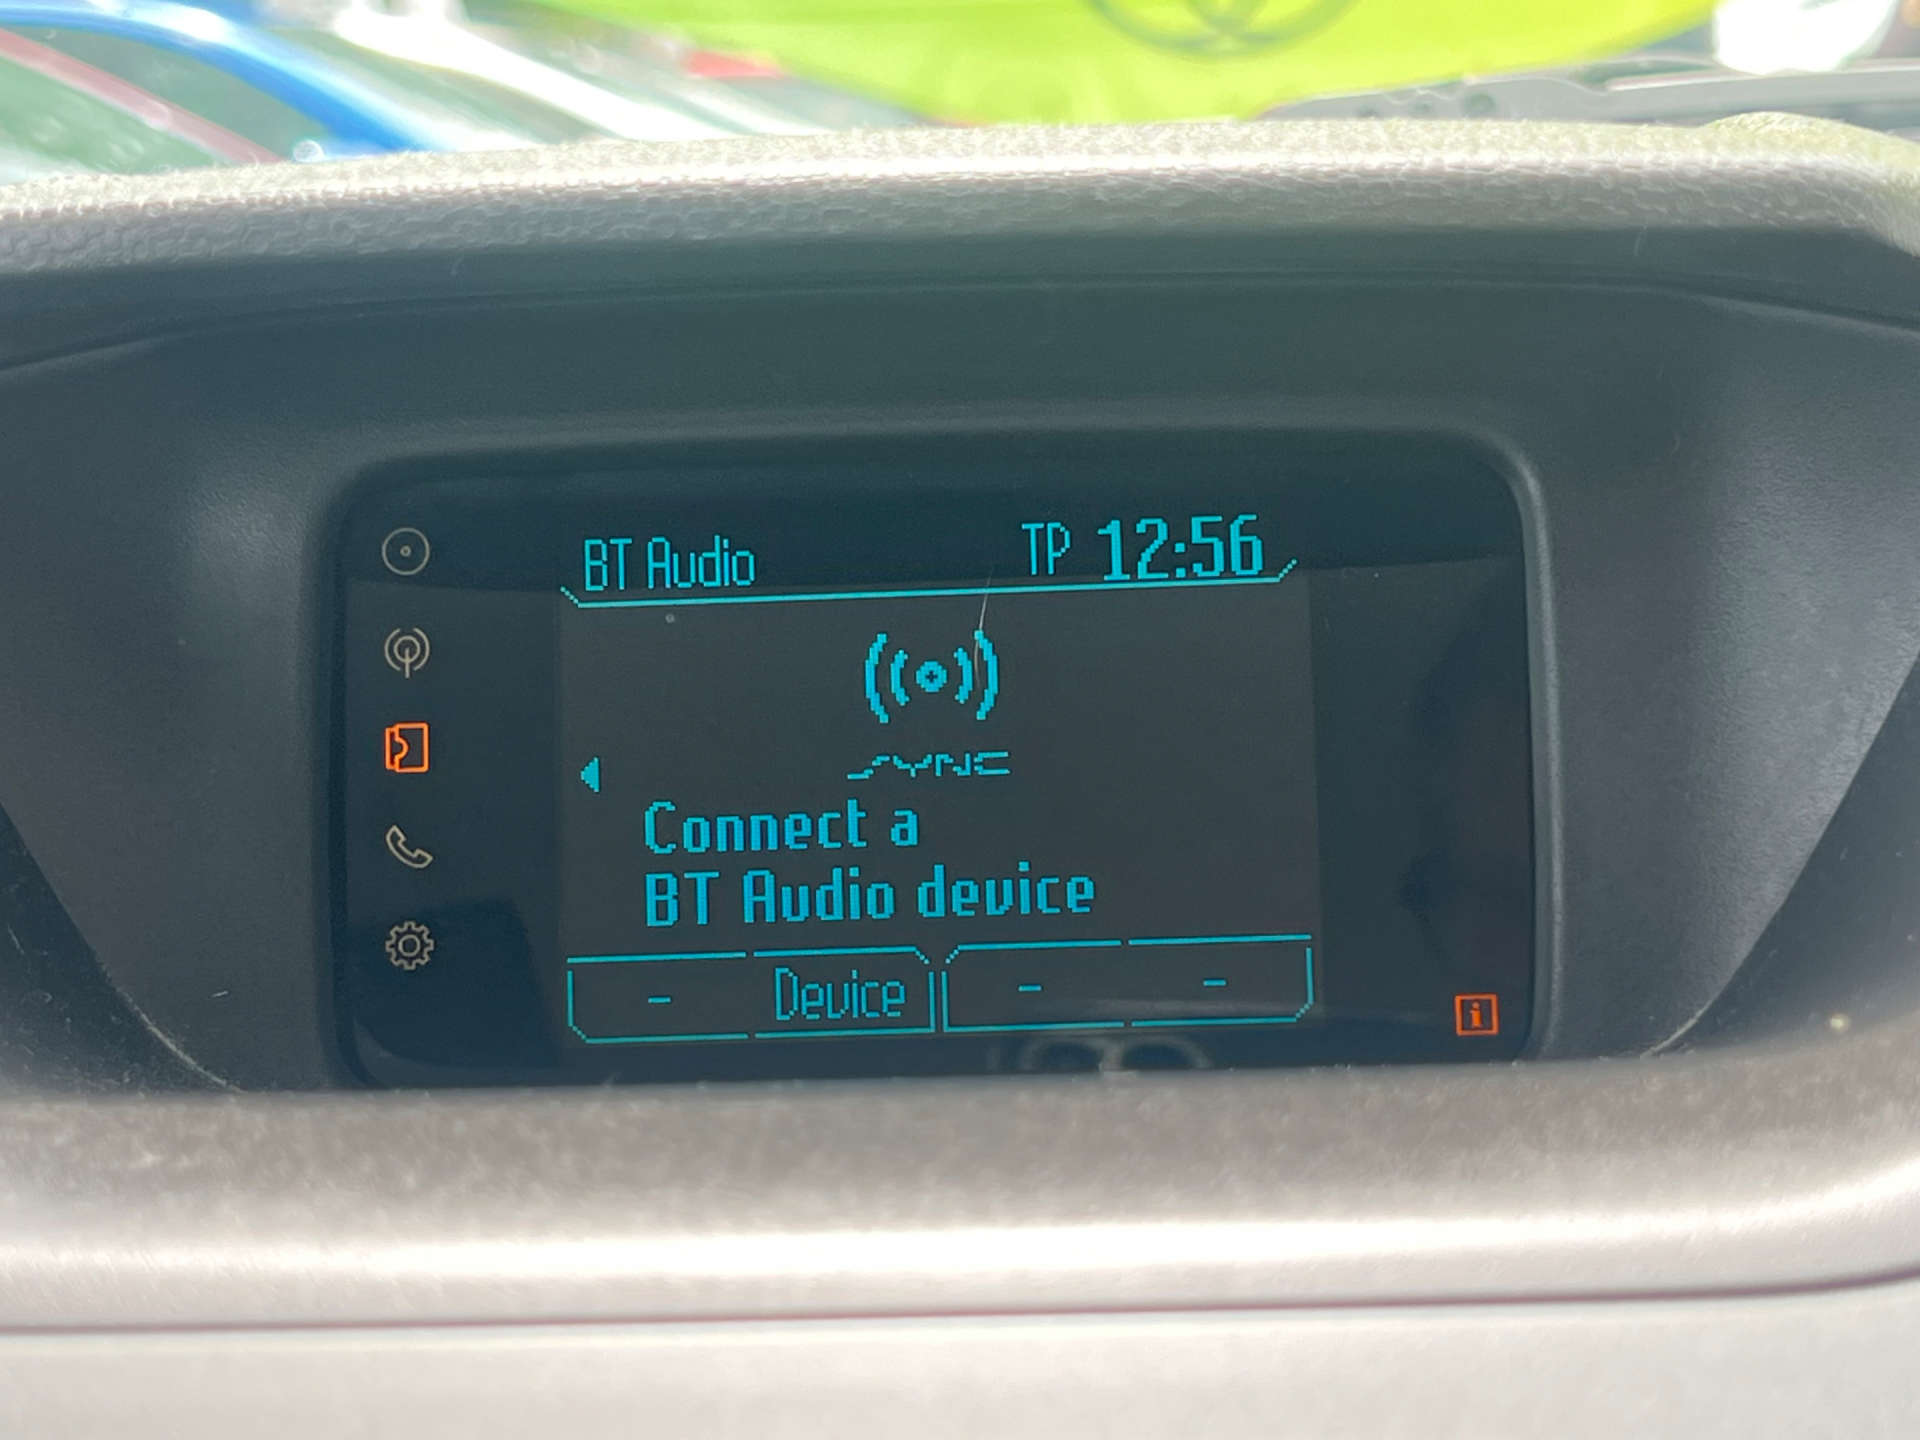 BT Audio TP 12:56
SYNC
Connect a
BT Audio device
- Device - -
i